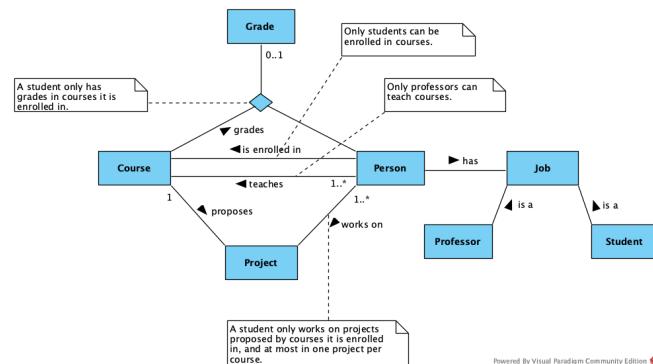 Grade
Only students can be
enrolled in courses.
0..1
A student only has
grades in courses it is
enrolled in.
Only professors can
teach courses.
grades
is enrolled in
Course
Person
has
Job
teaches
1..*
1
1..*
proposes
works on
is a
is a
Professor
Student
Project
A student only works on projects
proposed by courses it is enrolled
in, and at most in one project per
course.
Powered By Visual Paradigm Community Edition